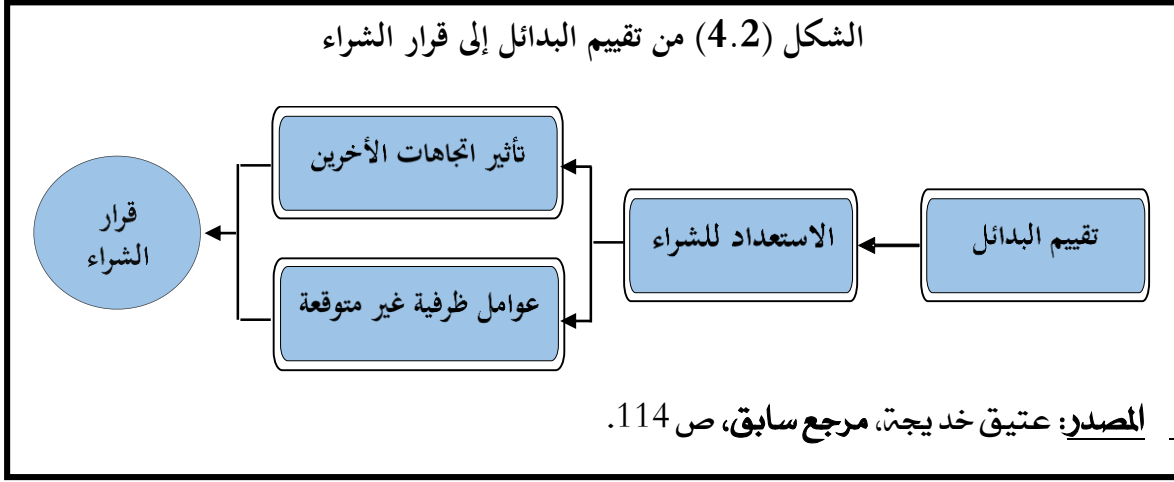 الشكل (4.2) من تقييم البدائل إلى قرار الشراء
تقييم البدائل
الاستعداد للشراء
تأثير اتجاهات الأخرين
عوامل ظرفية غير متوقعة
قرار
الشراء
المصدر: عتيق خديجة، مرجع سابق، ص 114.